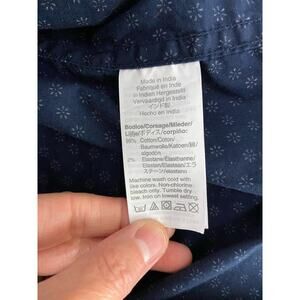 Made in India
Fabriqué en Inde
In Indien Hergestellt
Vervaardigd in India
インド製
Hecho en India
Bodice/Corsage/Mieder/
Lijfje/ボディス/corpiño:
98% Cotton/Coton/
Baumwolle/Katoen/綿/
algodón
2% Elastane/Élasthanne/
Elastan/Elastaan/エラ
スターン/elastano
Machine wash cold with
like colors. Non-chlorine
bleach only. Tumble dry
low. Iron on lowest setting.